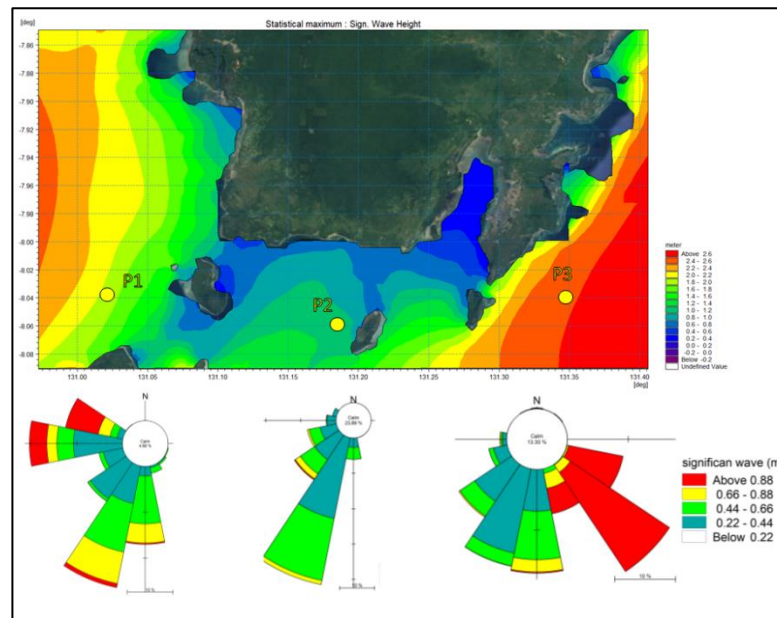 Statistical maximum : Sign. Wave Height
[deg]
-7.86
-7.88
-7.90
-7.92
-7.94
-7.96
-7.98
-8.00
-8.02
-8.04
-8.06
-8.08
P1
P2
P3
131.00
131.05
131.10
131.15
131.20
131.25
131.30
131.35
131.40
[deg]
meter
Above 2.6
2.4 - 2.6
2.2 - 2.4
2.0 - 2.2
1.8 - 2.0
1.6 - 1.8
1.4 - 1.6
1.2 - 1.4
1.0 - 1.2
0.8 - 1.0
0.6 - 0.8
0.4 - 0.6
0.2 - 0.4
0.0 - 0.2
-0.2 - 0.0
Below -0.2
Undefined Value
N
Calm
N
Calm
N
Calm
significan wave (m
Above 0.88
0.66 - 0.88
0.44 - 0.66
0.22 - 0.44
Below 0.22
10 %